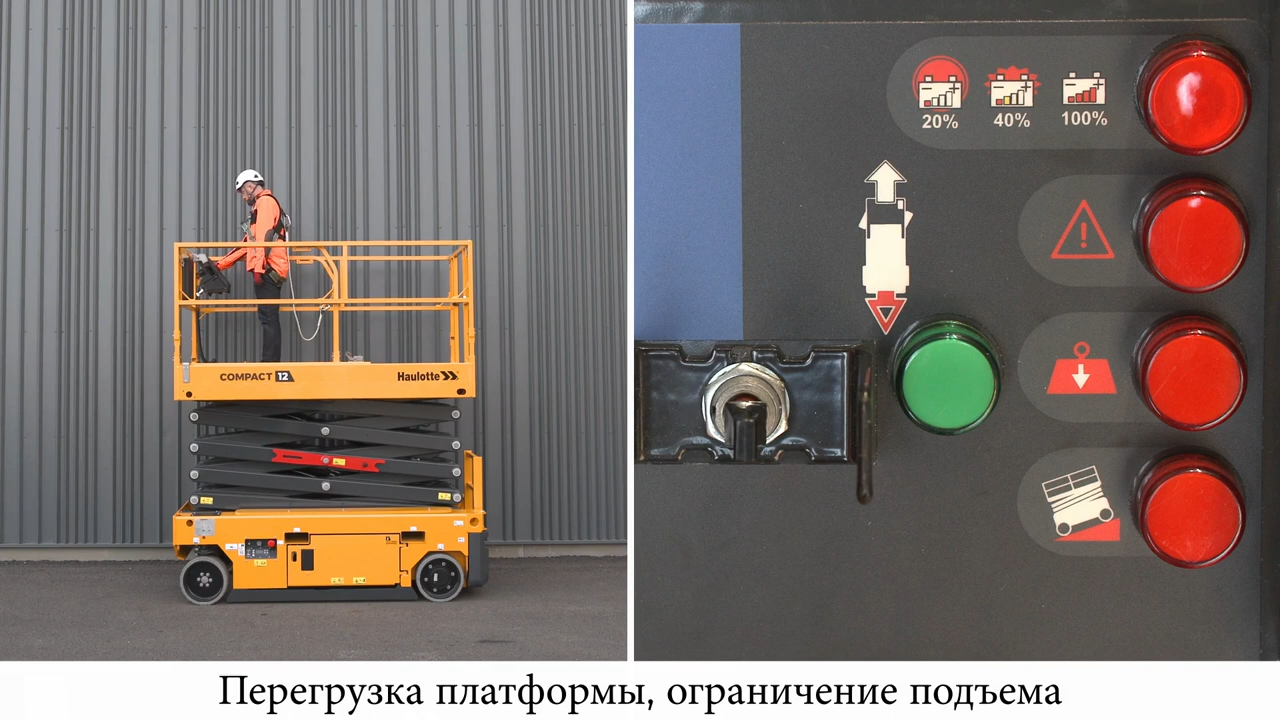 20%
40%
100%
COMPACT 12
Haulotte
Перегрузка платформы, ограничение подъема